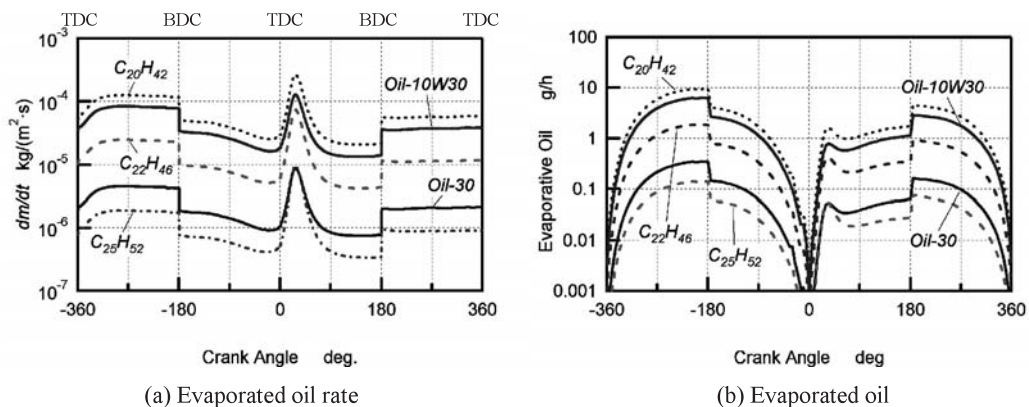 TDC BDC TDC BDC TDC
10⁻³
10⁻⁴
10⁻⁵
10⁻⁶
10⁻⁷
dm/dt kg/(m²·s)
C₂₀H₄₂
Oil-10W30
C₂₂H₄₆
Oil-30
C₂₅H₅₂
-360 -180 0 180 360
Crank Angle deg.
(a) Evaporated oil rate
100
10
1
0.1
0.01
0.001
Evaporative Oil g/h
C₂₀H₄₂
Oil-10W30
C₂₂H₄₆
C₂₅H₅₂
Oil-30
-360 -180 0 180 360
Crank Angle deg
(b) Evaporated oil